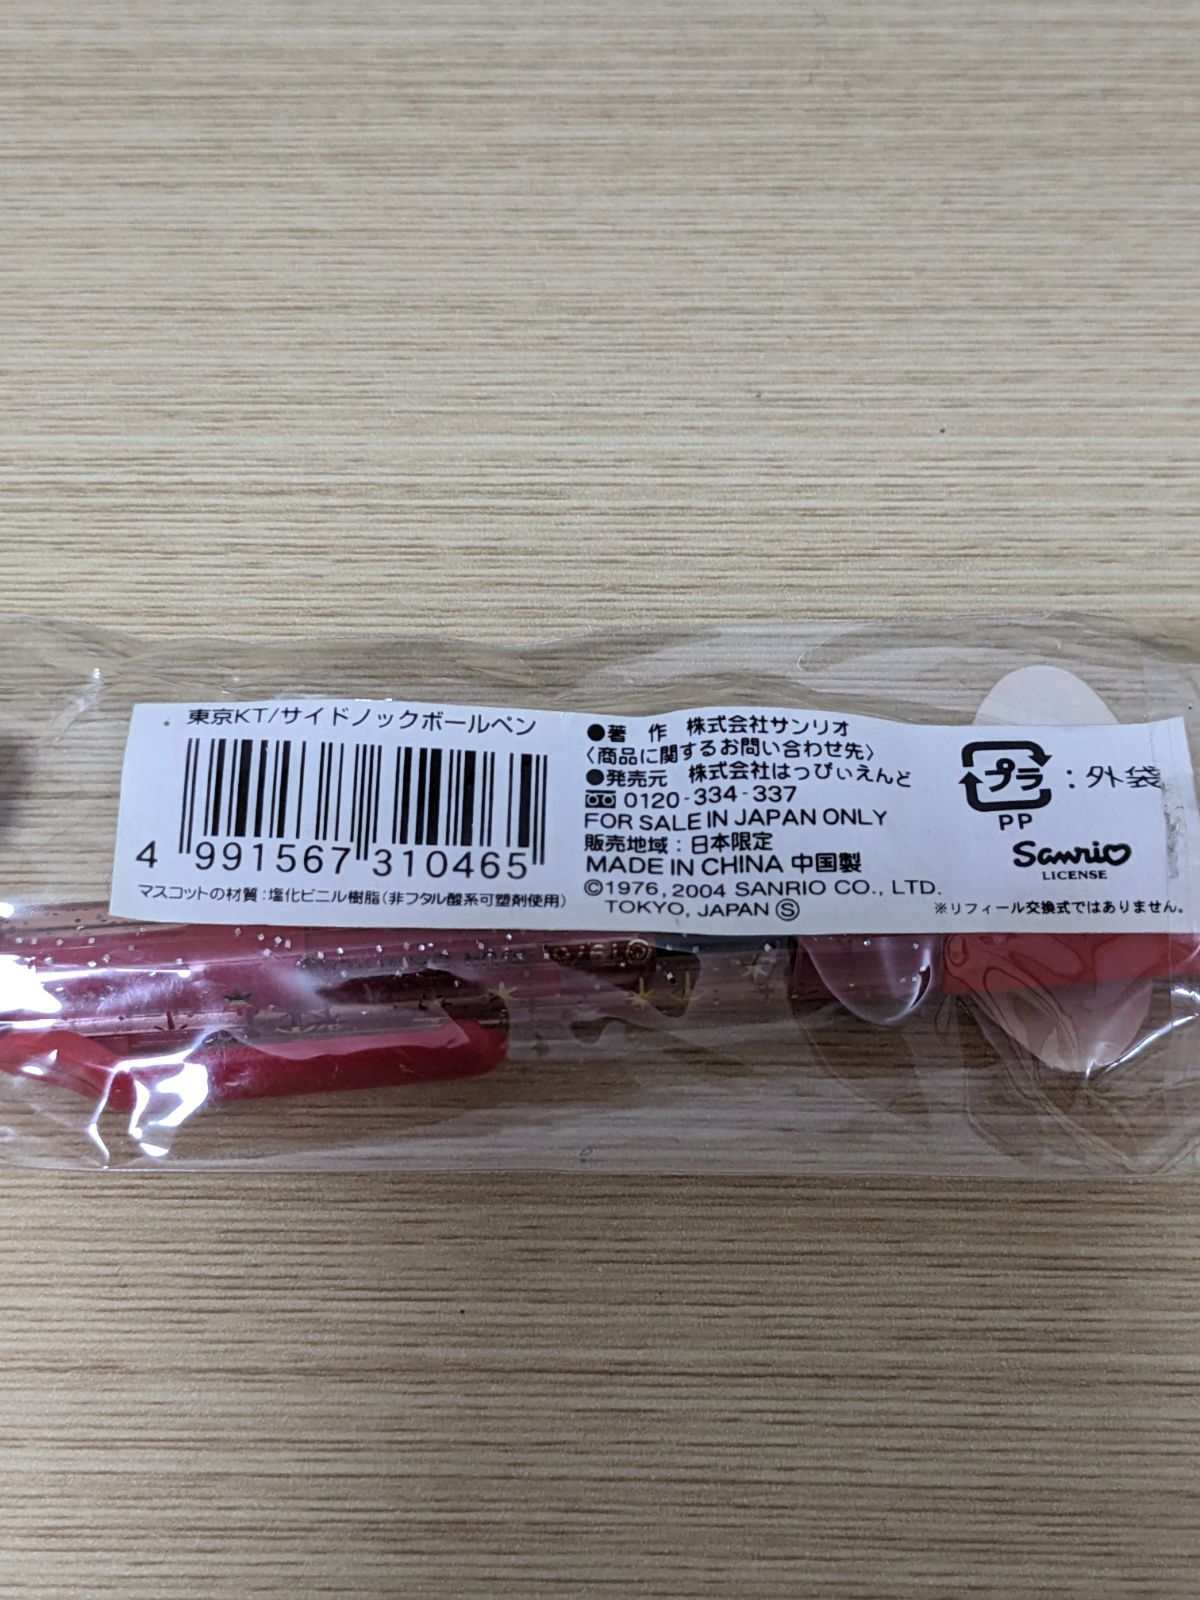 東京KT/サイドノックボールペン
4 991567 310465
マスコットの材質:塩化ビニル樹脂(非フタル酸系可塑剤使用)
●著 作 株式会社サンリオ
〈商品に関するお問い合わせ先〉
●発売元 株式会社はっぴぃえんど
0120-334-337
FOR SALE IN JAPAN ONLY
販売地域:日本限定
MADE IN CHINA 中国製
©1976, 2004 SANRIO CO., LTD.
TOKYO, JAPAN Ⓢ
プラ:外袋
PP
Sanrio
LICENSE
※リフィール交換式ではありません。